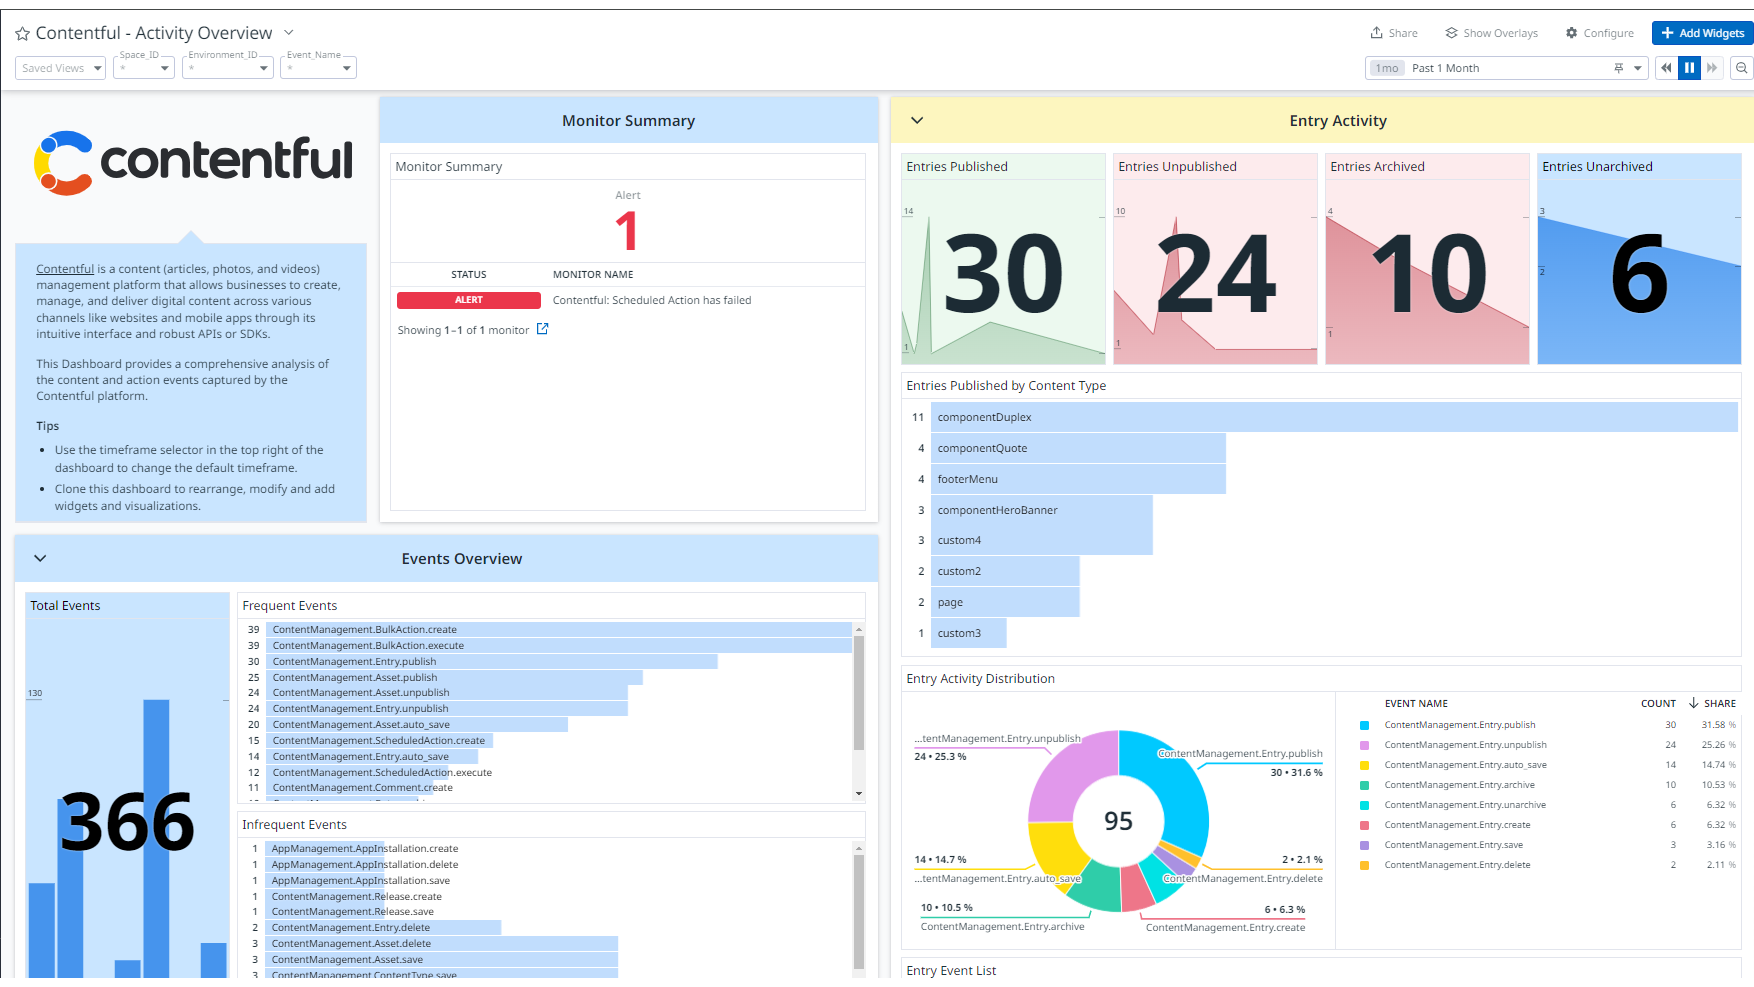 Contentful - Activity Overview
Share
Show Overlays
Configure
Add Widgets
Saved Views
Space_ID
*
Environment_ID
*
Event_Name
*
1mo
Past 1 Month
contentful
Contentful is a content (articles, photos, and videos)
management platform that allows businesses to create,
manage, and deliver digital content across various
channels like websites and mobile apps through its
intuitive interface and robust APIs or SDKs.
This Dashboard provides a comprehensive analysis of
the content and action events captured by the
Contentful platform.
Tips
• Use the timeframe selector in the top right of the
dashboard to change the default timeframe.
• Clone this dashboard to rearrange, modify and add
widgets and visualizations.
Monitor Summary
Monitor Summary
Alert
1
STATUS MONITOR NAME
ALERT Contentful: Scheduled Action has failed
Showing 1–1 of 1 monitor
Events Overview
Total Events
130
366
Frequent Events
39 ContentManagement.BulkAction.create
39 ContentManagement.BulkAction.execute
30 ContentManagement.Entry.publish
25 ContentManagement.Asset.publish
24 ContentManagement.Asset.unpublish
24 ContentManagement.Entry.unpublish
20 ContentManagement.Asset.auto_save
15 ContentManagement.ScheduledAction.create
14 ContentManagement.Entry.auto_save
12 ContentManagement.ScheduledAction.execute
11 ContentManagement.Comment.create
Infrequent Events
1 AppManagement.AppInstallation.create
1 AppManagement.AppInstallation.delete
1 AppManagement.AppInstallation.save
1 ContentManagement.Release.create
1 ContentManagement.Release.save
2 ContentManagement.Entry.delete
3 ContentManagement.Asset.delete
3 ContentManagement.Asset.save
3 ContentManagement.ContentType.save
Entry Activity
Entries Published
14
30
1
Entries Unpublished
10
24
1
Entries Archived
4
10
1
Entries Unarchived
3
2
6
Entries Published by Content Type
11 componentDuplex
4 componentQuote
4 footerMenu
3 componentHeroBanner
3 custom4
2 custom2
2 page
1 custom3
Entry Activity Distribution
...tentManagement.Entry.unpublish
24 • 25.3 %
ContentManagement.Entry.publish
30 • 31.6 %
95
14 • 14.7 %
...tentManagement.Entry.auto_save
2 • 2.1 %
ContentManagement.Entry.delete
10 • 10.5 %
ContentManagement.Entry.archive
6 • 6.3 %
ContentManagement.Entry.create
EVENT NAME COUNT SHARE
ContentManagement.Entry.publish 30 31.58 %
ContentManagement.Entry.unpublish 24 25.26 %
ContentManagement.Entry.auto_save 14 14.74 %
ContentManagement.Entry.archive 10 10.53 %
ContentManagement.Entry.unarchive 6 6.32 %
ContentManagement.Entry.create 6 6.32 %
ContentManagement.Entry.save 3 3.16 %
ContentManagement.Entry.delete 2 2.11 %
Entry Event List